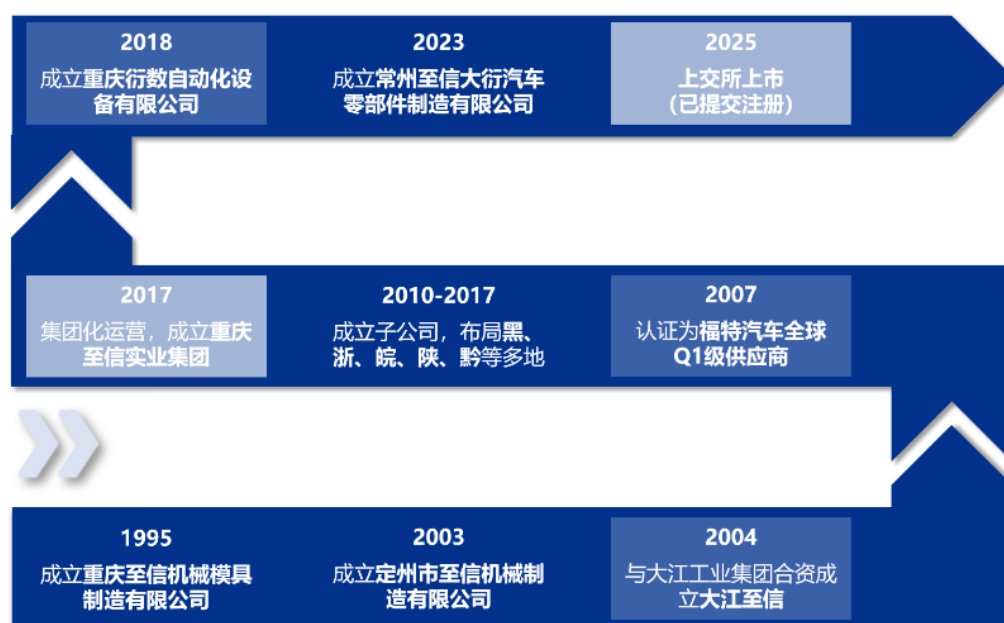 2018
成立重庆衍数自动化设
备有限公司
2023
成立常州至信大衍汽车
零部件制造有限公司
2025
上交所上市
(已提交注册)
2017
集团化运营，成立重庆
至信实业集团
2010-2017
成立子公司，布局黑、
浙、皖、陕、黔等多地
2007
认证为福特汽车全球
Q1级供应商
1995
成立重庆至信机械模具
制造有限公司
2003
成立定州市至信机械制
造有限公司
2004
与大江工业集团合资成
立大江至信